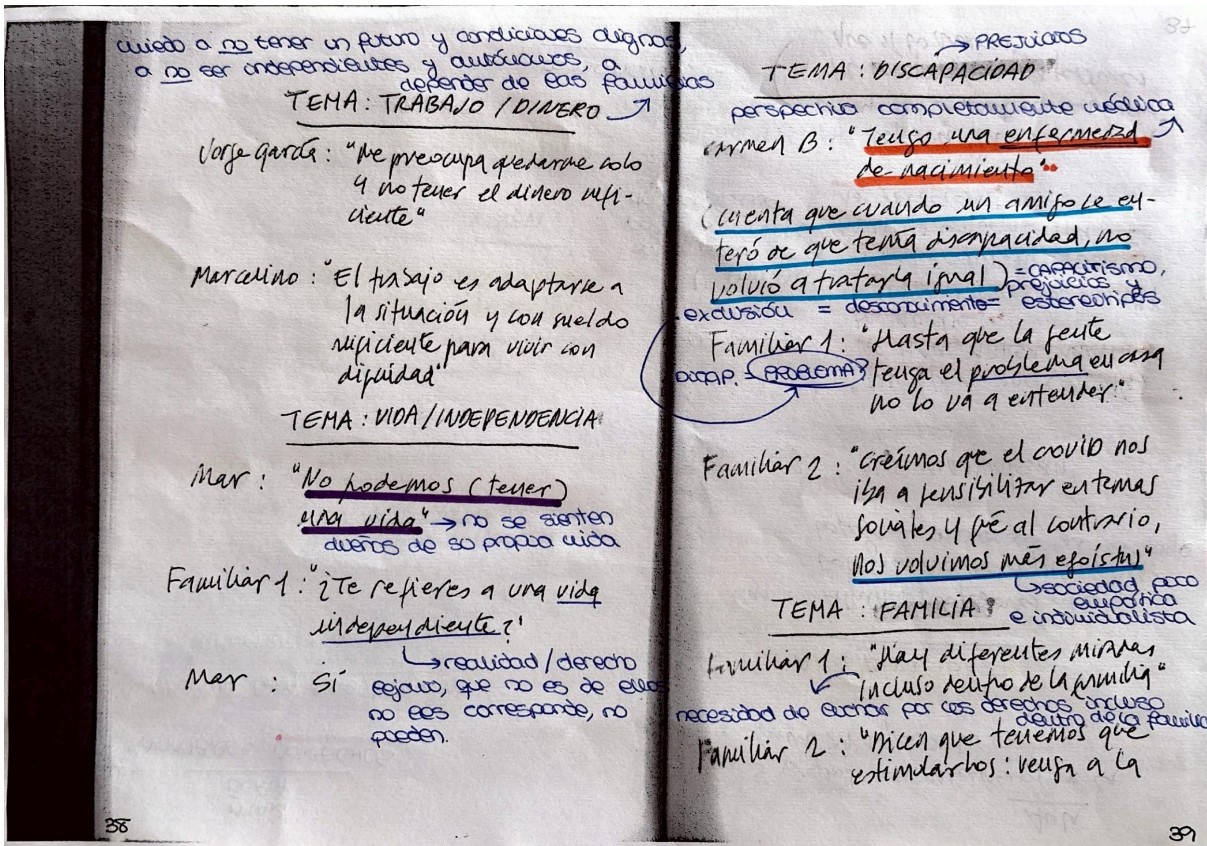 miedo a no tener un futuro y condiciones dignas,
a no ser independientes y autónomos, a
depender de las familias
TEMA: TRABAJO / DINERO
Jorge García: "Me preocupa quedarme solo
y no tener el dinero sufi-
ciente"
Marcelino: "El trabajo es adaptarse a
la situación y con sueldo
suficiente para vivir con
dignidad"
TEMA: VIDA / INDEPENDENCIA
Mar: "No podemos (tener)
una vida" → no se sienten
dueños de su propia vida
Familiar 1: "¿Te refieres a una vida
independiente?"
↳ realidad / derecho
Mar: Sí
lejano, que no es de ellos
no les corresponde, no
pueden.
38
→ PREJUICIOS
TEMA: DISCAPACIDAD
perspectiva completamente médica
Carmen B: "Tengo una enfermedad
de nacimiento"
(cuenta que cuando un amigo se en-
teró de que tenía discapacidad, no
volvió a tratarla igual) = CAPACITISMO,
prejuicios y
exclusión = desconocimiento = estereotipos
Familiar 1: "Hasta que la gente
DISCAP. = PROBLEMA? tenga el problema en casa
no lo va a entender."
Familiar 2: "Creímos que el covid nos
iba a sensibilizar en temas
sociales y fué al contrario,
nos volvimos más egoístas"
↳ sociedad poco
empática
e individualista
TEMA: FAMILIA
Familiar 1: "Hay diferentes miradas
incluso dentro de la familia"
necesidad de luchar por los derechos incluso
dentro de la familia
Familiar 2: "Dicen que tenemos que
estimularlos: venga a la
39